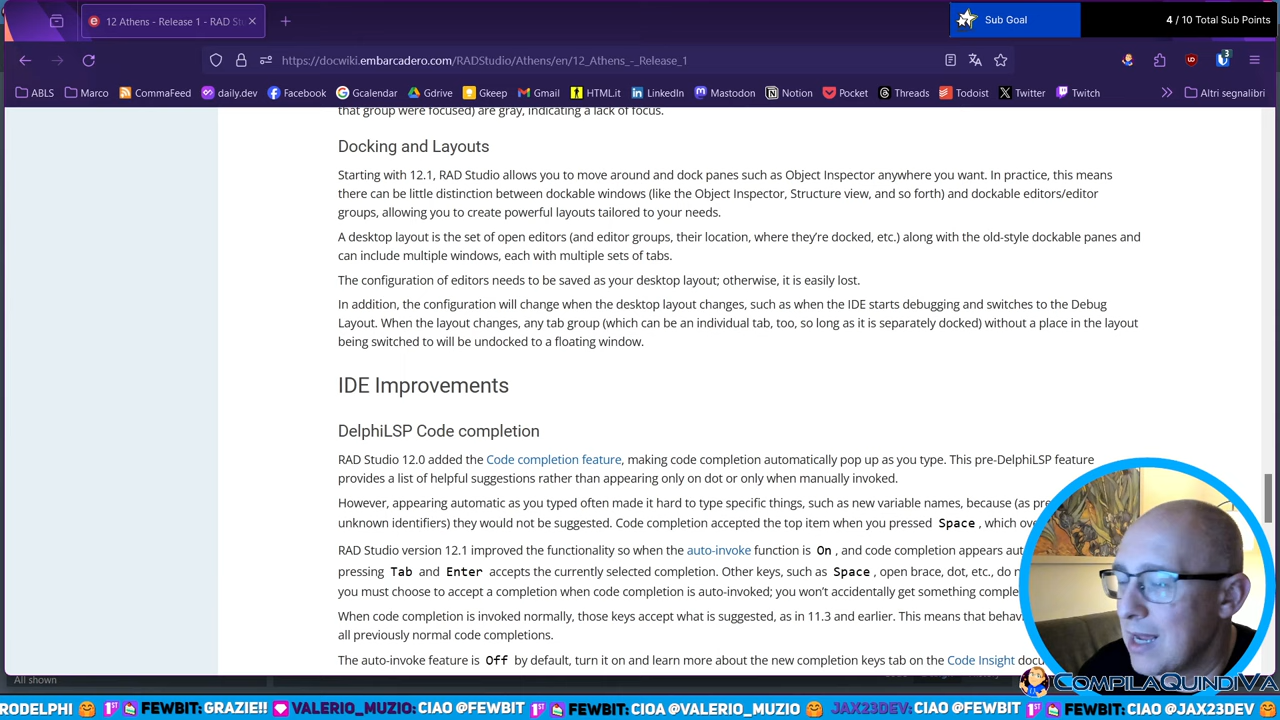 12 Athens - Release 1 - RAD St
Sub Goal
4 / 10 Total Sub Points
https://docwiki.embarcadero.com/RADStudio/Athens/en/12_Athens_-_Release_1
3
ABLS
Marco
CommaFeed
daily.dev
Facebook
Gcalendar
Gdrive
Gkeep
Gmail
HTML.it
LinkedIn
Mastodon
Notion
Pocket
Threads
Todoist
Twitter
Twitch
Altri segnalibri
that group were focused) are gray, indicating a lack of focus.
Docking and Layouts
Starting with 12.1, RAD Studio allows you to move around and dock panes such as Object Inspector anywhere you want. In practice, this means
there can be little distinction between dockable windows (like the Object Inspector, Structure view, and so forth) and dockable editors/editor
groups, allowing you to create powerful layouts tailored to your needs.
A desktop layout is the set of open editors (and editor groups, their location, where they're docked, etc.) along with the old-style dockable panes and
can include multiple windows, each with multiple sets of tabs.
The configuration of editors needs to be saved as your desktop layout; otherwise, it is easily lost.
In addition, the configuration will change when the desktop layout changes, such as when the IDE starts debugging and switches to the Debug
Layout. When the layout changes, any tab group (which can be an individual tab, too, so long as it is separately docked) without a place in the layout
being switched to will be undocked to a floating window.
IDE Improvements
DelphiLSP Code completion
RAD Studio 12.0 added the Code completion feature, making code completion automatically pop up as you type. This pre-DelphiLSP feature
provides a list of helpful suggestions rather than appearing only on dot or only when manually invoked.
However, appearing automatic as you typed often made it hard to type specific things, such as new variable names, because (as
unknown identifiers) they would not be suggested. Code completion accepted the top item when you pressed Space, which
RAD Studio version 12.1 improved the functionality so when the auto-invoke function is On, and code completion appears
pressing Tab and Enter accepts the currently selected completion. Other keys, such as Space, open brace, dot, etc., do
you must choose to accept a completion when code completion is auto-invoked; you won't accidentally get something
When code completion is invoked normally, those keys accept what is suggested, as in 11.3 and earlier. This means that
all previously normal code completions.
The auto-invoke feature is Off by default, turn it on and learn more about the new completion keys tab on the Code Insight
All shown
CompilaQuindiVa
RODELPHI 1st FEWBIT: GRAZIE!! VALERIO_MUZIO: CIAO @FEWBIT 1st FEWBIT: CIOA @VALERIO_MUZIO JAX23DEV: CIAO @FEWBIT 1st FEWBIT: CIAO @JAX23DEV